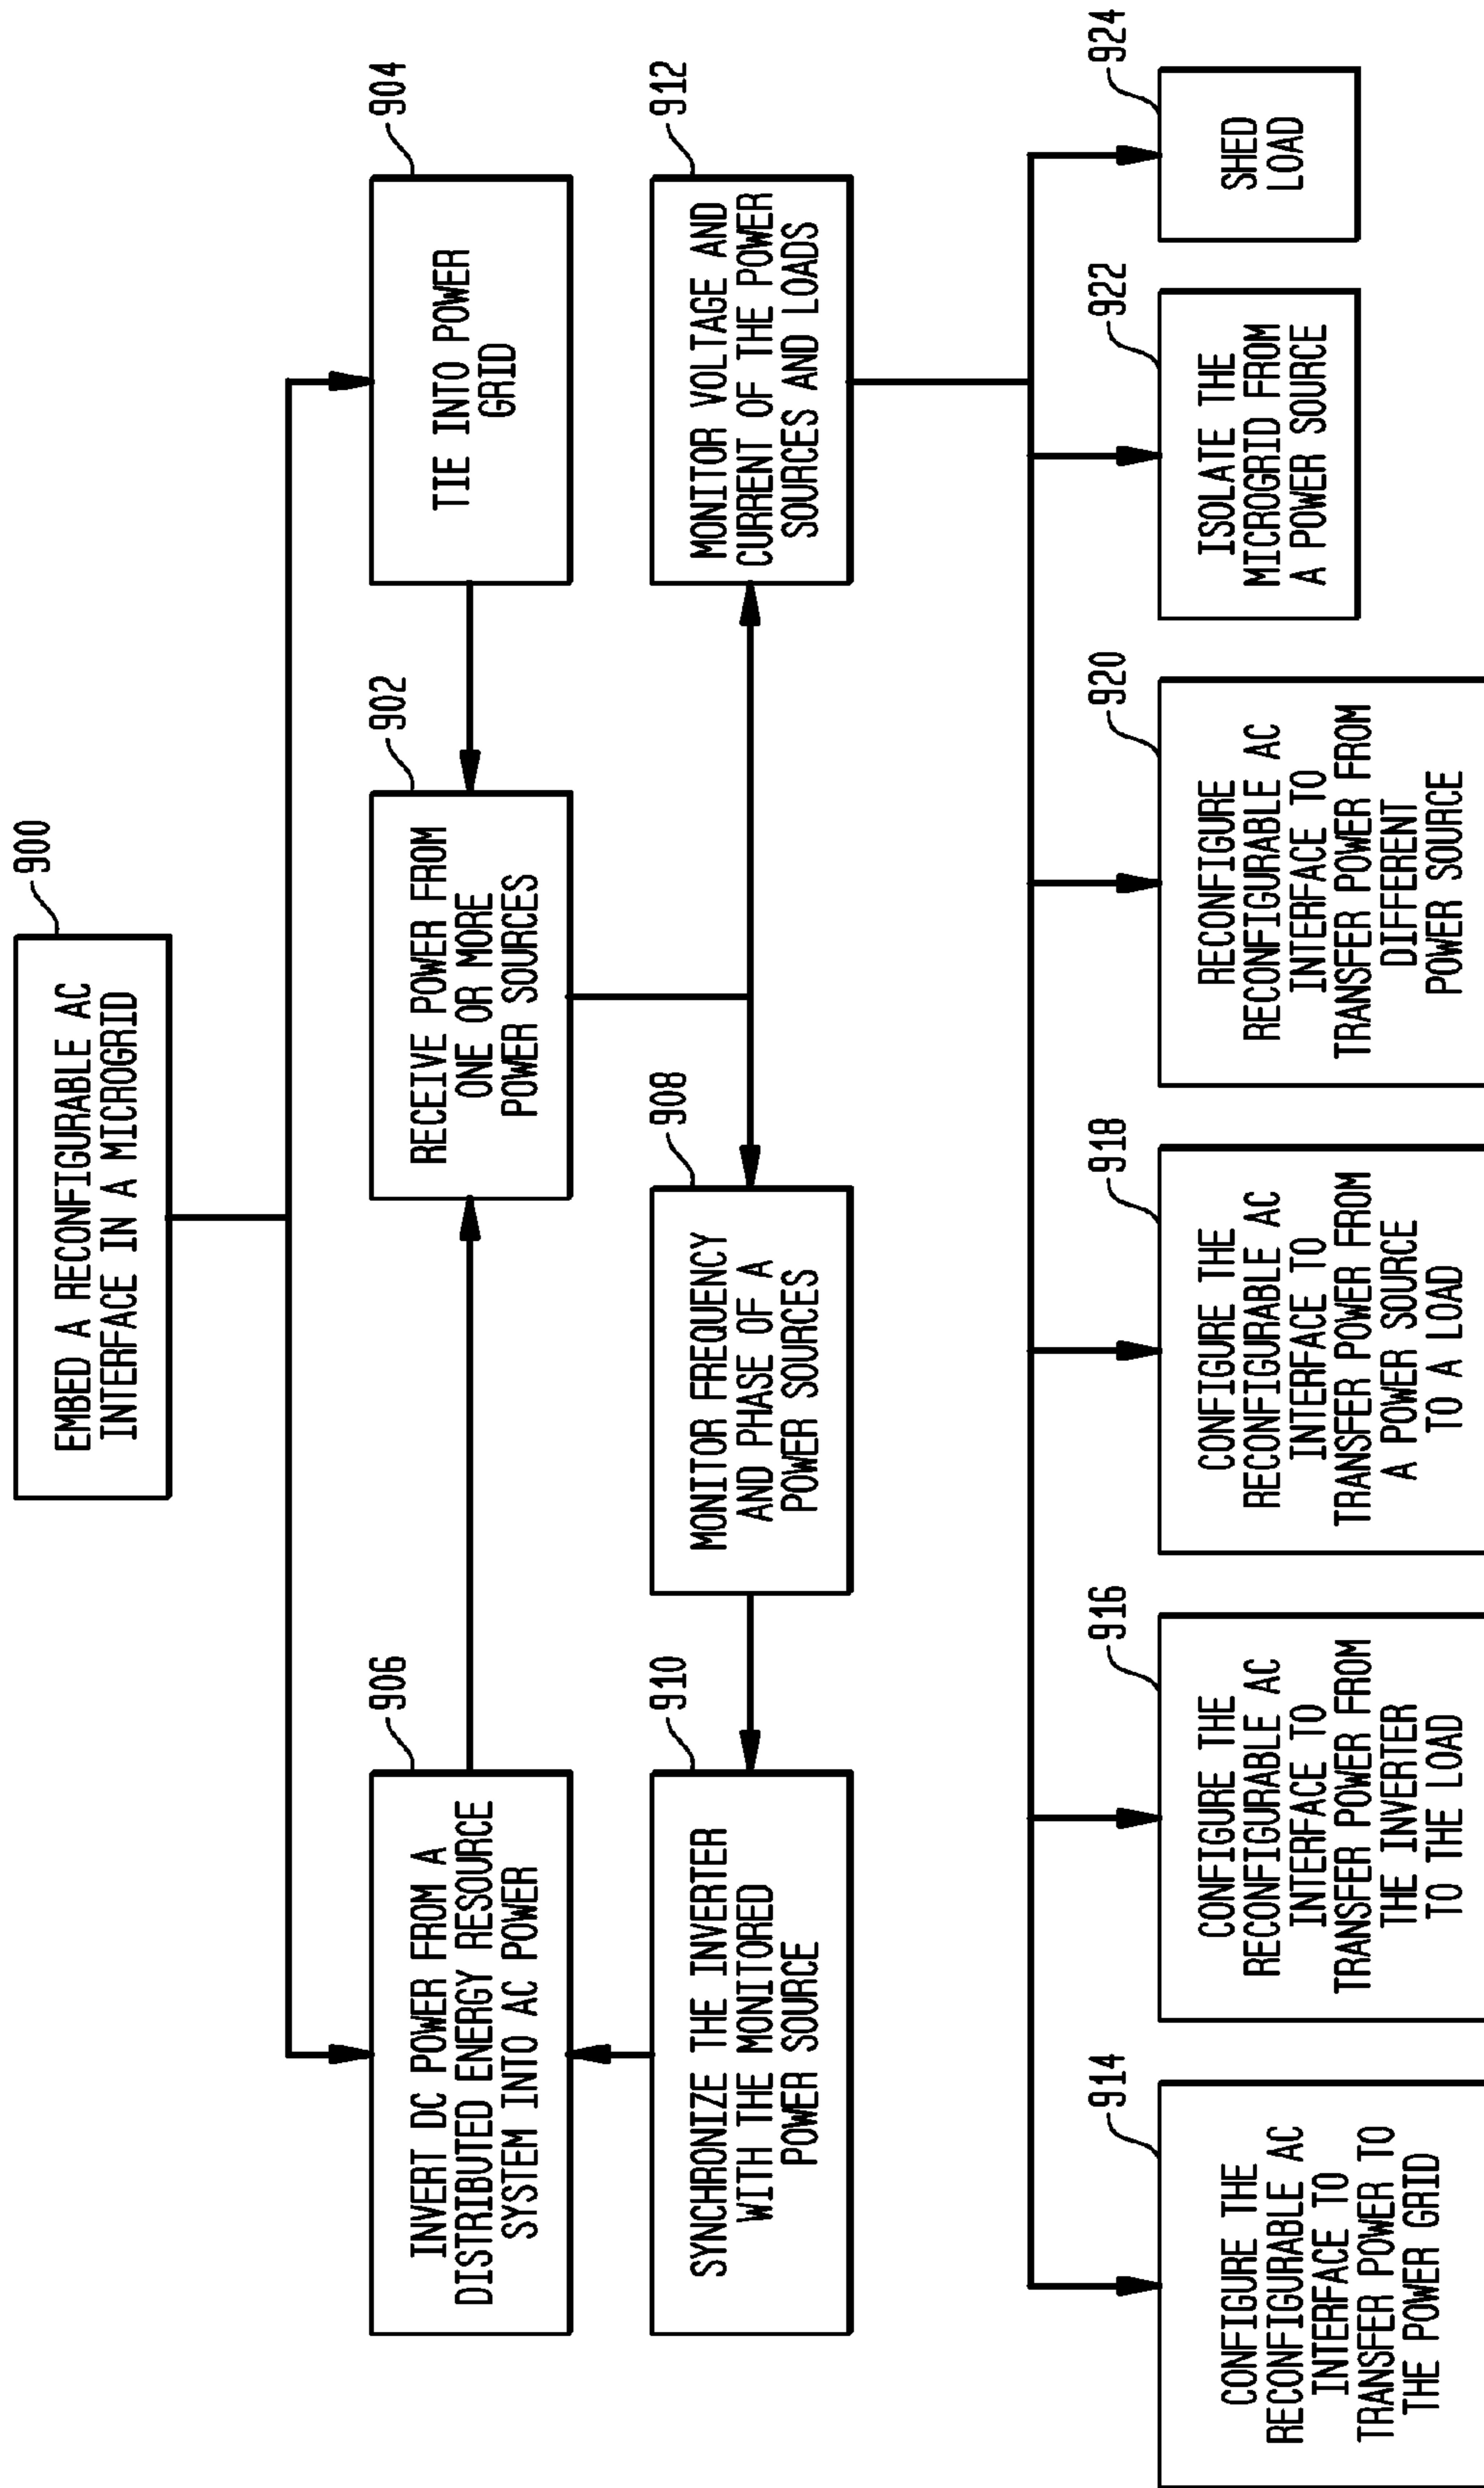 900
EMBED A RECONFIGURABLE AC
INTERFACE IN A MICROGRID
906
INVERT DC POWER FROM A
DISTRIBUTED ENERGY RESOURCE
SYSTEM INTO AC POWER
902
RECEIVE POWER FROM
ONE OR MORE
POWER SOURCES
904
TIE INTO POWER
GRID
910
SYNCHRONIZE THE INVERTER
WITH THE MONITORED
POWER SOURCE
908
MONITOR FREQUENCY
AND PHASE OF A
POWER SOURCES
912
MONITOR VOLTAGE AND
CURRENT OF THE POWER
SOURCES AND LOADS
914
CONFIGURE THE
RECONFIGURABLE AC
INTERFACE TO
TRANSFER POWER TO
THE POWER GRID
916
CONFIGURE THE
RECONFIGURABLE AC
INTERFACE TO
TRANSFER POWER FROM
THE INVERTER
TO THE LOAD
918
CONFIGURE THE
RECONFIGURABLE AC
INTERFACE TO
TRANSFER POWER FROM
A POWER SOURCE
TO A LOAD
920
RECONFIGURE
RECONFIGURABLE AC
INTERFACE TO
TRANSFER POWER FROM
DIFFERENT
POWER SOURCE
922
ISOLATE THE
MICROGRID FROM
A POWER SOURCE
924
SHED
LOAD